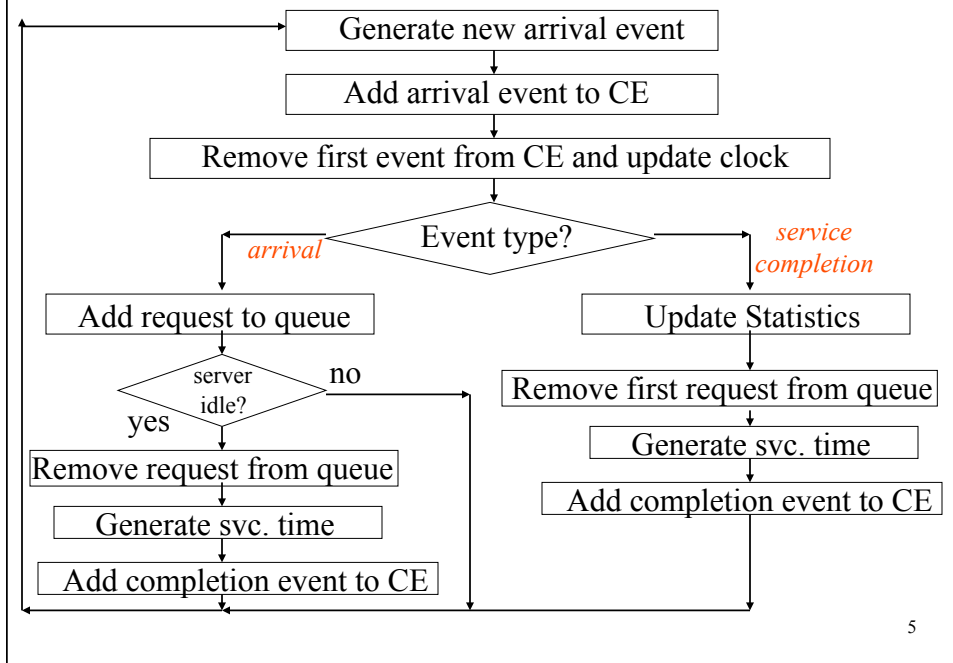 Generate new arrival event
Add arrival event to CE
Remove first event from CE and update clock
Event type?
arrival
service
completion
Add request to queue
server
idle?
no
yes
Remove request from queue
Generate svc. time
Add completion event to CE
Update Statistics
Remove first request from queue
Generate svc. time
Add completion event to CE
5